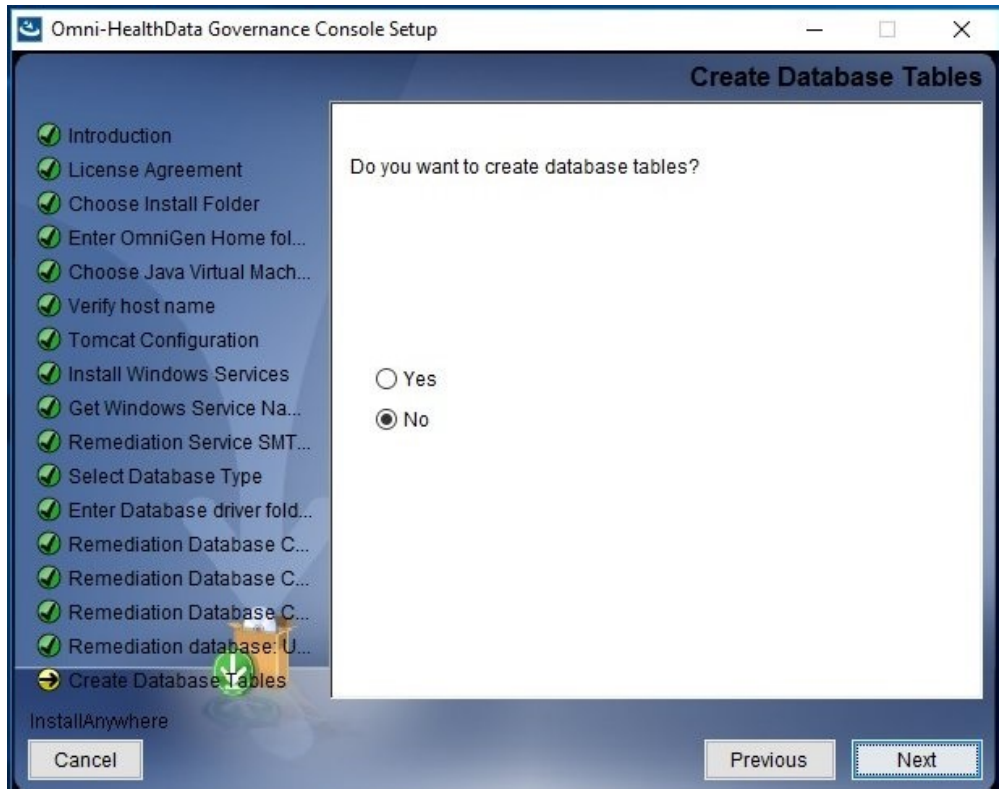 Omni-HealthData Governance Console Setup
Create Database Tables
Introduction
License Agreement
Choose Install Folder
Enter OmniGen Home fol...
Choose Java Virtual Mach...
Verify host name
Tomcat Configuration
Install Windows Services
Get Windows Service Na...
Remediation Service SMT...
Select Database Type
Enter Database driver fold...
Remediation Database C...
Remediation Database C...
Remediation Database C...
Remediation database: U...
Create Database Tables
Do you want to create database tables?
Yes
No
InstallAnywhere
Cancel
Previous
Next